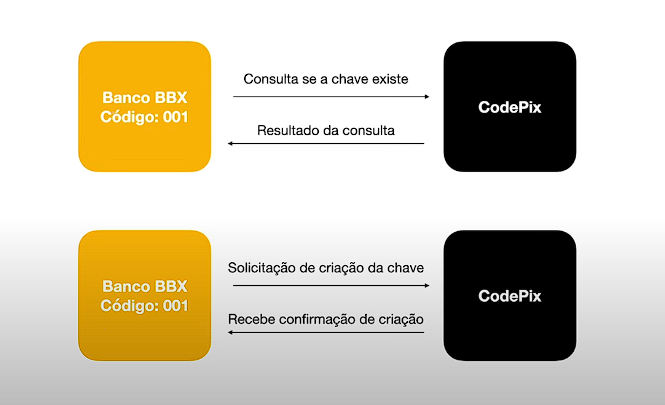 Banco BBX
Código: 001
Consulta se a chave existe
Resultado da consulta
CodePix
Banco BBX
Código: 001
Solicitação de criação da chave
Recebe confirmação de criação
CodePix